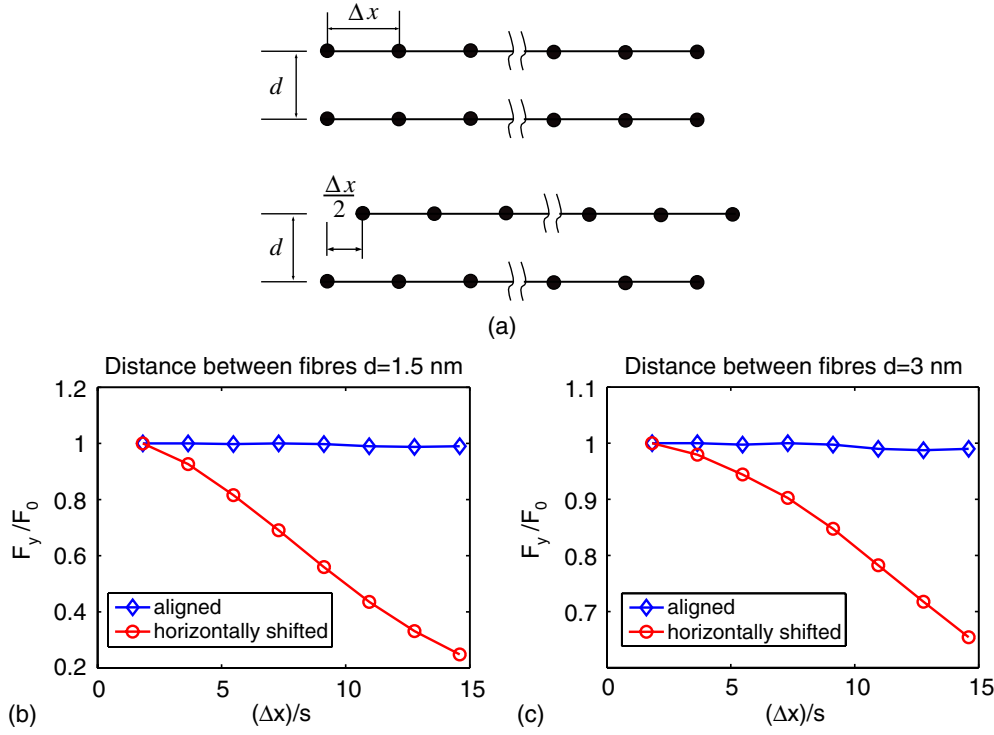 Δx
d
Δx
2
d
(a)
Distance between fibres d=1.5 nm
1.2
1
0.8
0.6
0.4
0.2
F_y/F_0
aligned
horizontally shifted
0 5 10 15
(Δx)/s
(b)
Distance between fibres d=3 nm
1.1
1
0.9
0.8
0.7
0.6
F_y/F_0
aligned
horizontally shifted
0 5 10 15
(Δx)/s
(c)